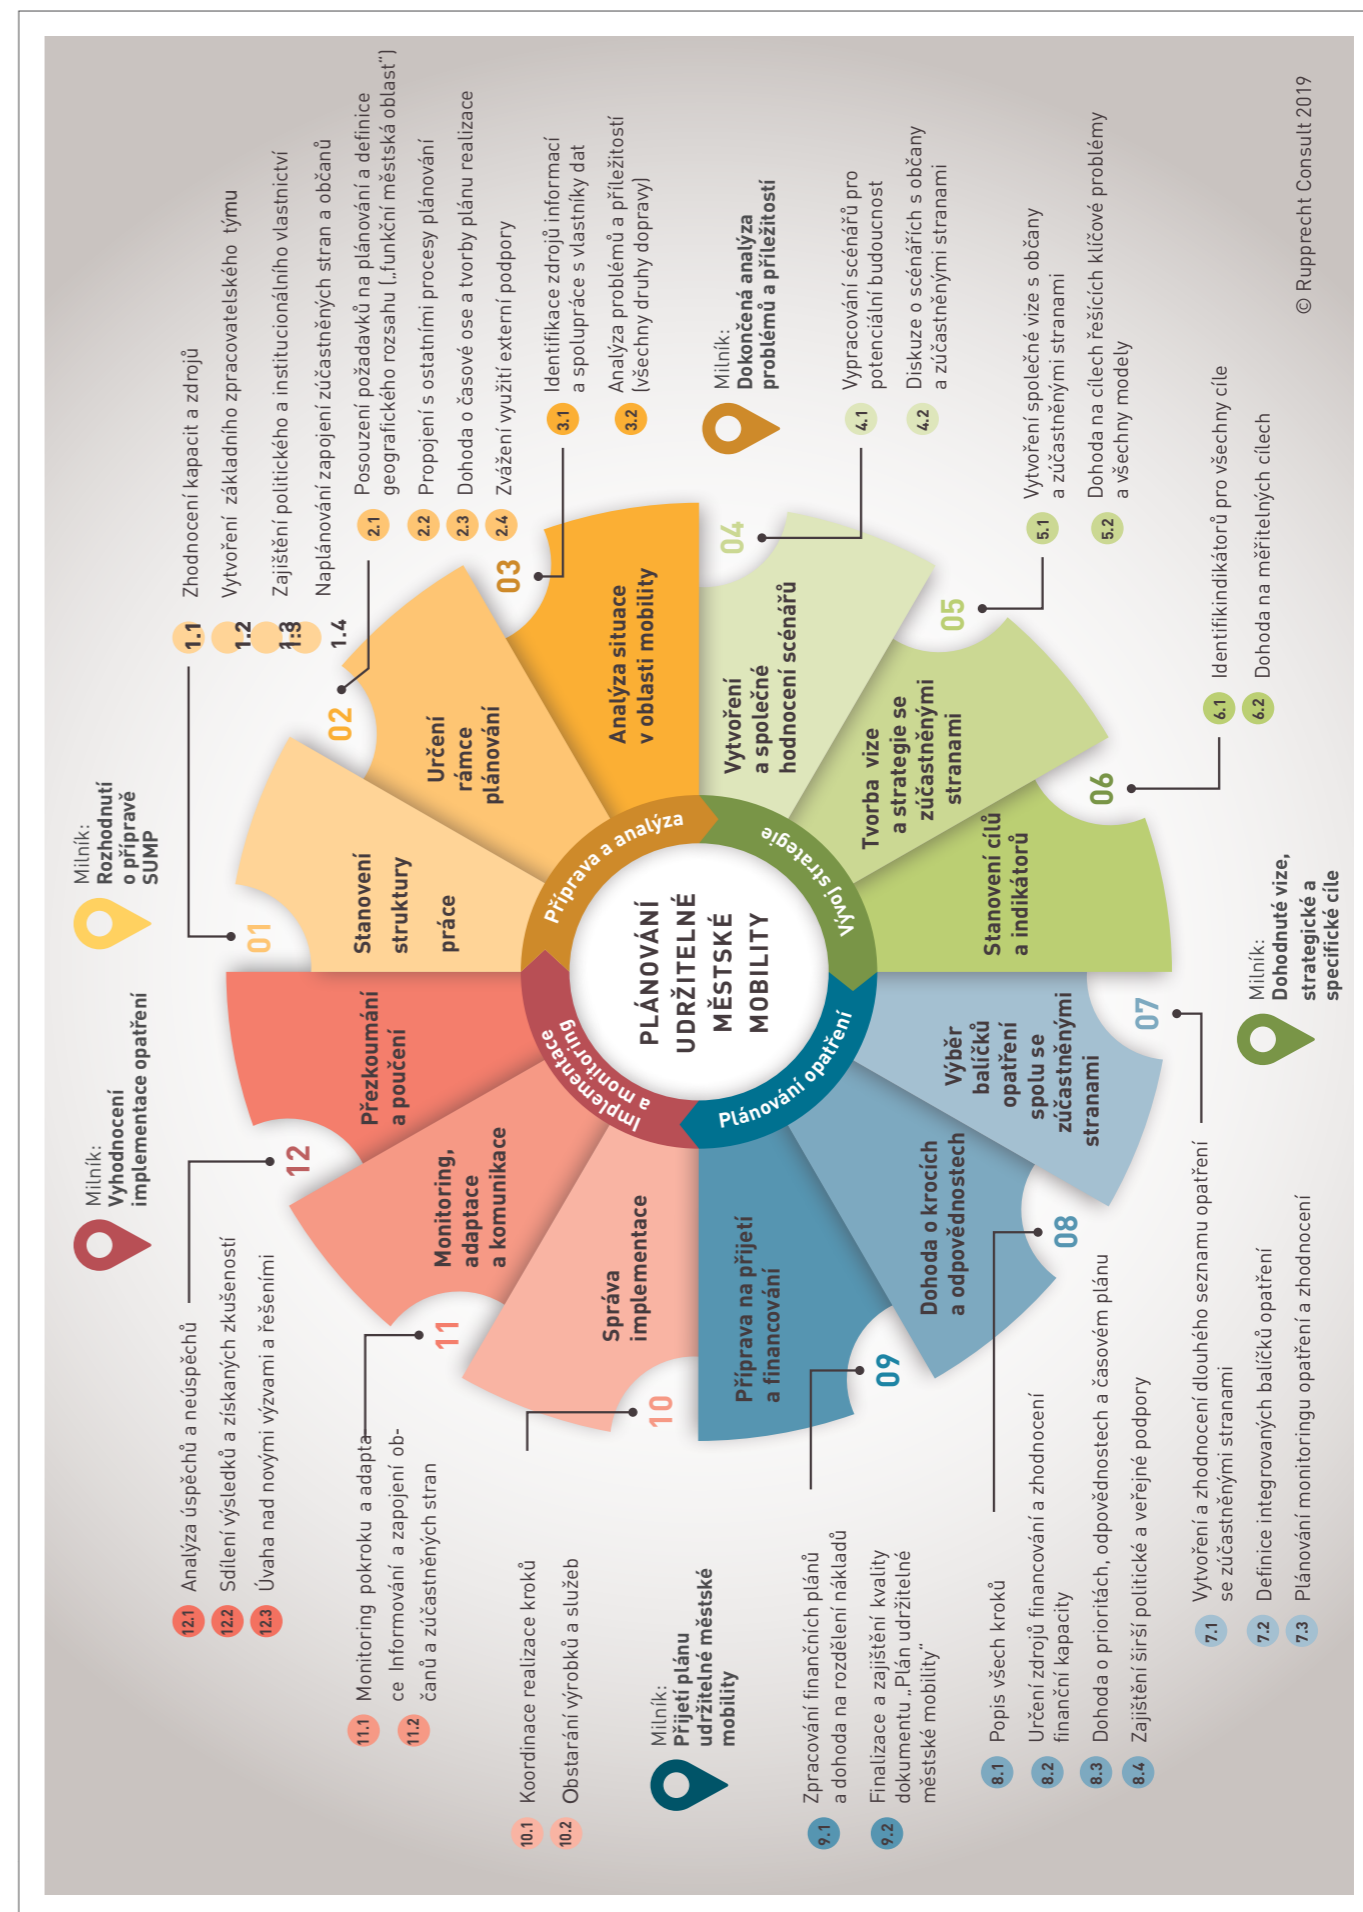 Milník:
Rozhodnutí
o přípravě
SUMP
Milník:
Vyhodnocení
implementace opatření
Milník:
Dokončená analýza
problémů a příležitostí
Milník:
Dohodnuté vize,
strategické a
specifické cíle
Milník:
Přijetí plánu
udržitelné městské
mobility
PLÁNOVÁNÍ
UDRŽITELNÉ
MĚSTSKÉ
MOBILITY
Příprava a analýza
Vývoj strategie
Plánování opatření
Implementace
a monitoring
01
Stanovení
struktury
práce
1.1 Zhodnocení kapacit a zdrojů
1.2 Vytvoření základního zpracovatelského týmu
1.3 Zajištění politického a institucionálního vlastnictví
1.4 Naplánování zapojení zúčastněných stran a občanů
02
Určení
rámce
plánování
2.1 Posouzení požadavků na plánování a definice
geografického rozsahu („funkční městská oblast“)
2.2 Propojení s ostatními procesy plánování
2.3 Dohoda o časové ose a tvorby plánu realizace
2.4 Zvážení využití externí podpory
03
Analýza situace
v oblasti mobility
3.1 Identifikace zdrojů informací
a spolupráce s vlastníky dat
3.2 Analýza problémů a příležitostí
(všechny druhy dopravy)
04
Vytvoření
a společné
hodnocení scénářů
4.1 Vypracování scénářů pro
potenciální budoucnost
4.2 Diskuze o scénářích s občany
a zúčastněnými stranami
05
Tvorba vize
a strategie se
zúčastněnými
stranami
5.1 Vytvoření společné vize s občany
a zúčastněnými stranami
5.2 Dohoda na cílech řešících klíčové problémy
a všechny modely
06
Stanovení cílů
a indikátorů
6.1 Identifikindikátorů pro všechny cíle
6.2 Dohoda na měřitelných cílech
07
Výběr
balíčků
opatření
spolu se
zúčastněnými
stranami
7.1 Vytvoření a zhodnocení dlouhého seznamu opatření
se zúčastněnými stranami
7.2 Definice integrovaných balíčků opatření
7.3 Plánování monitoringu opatření a zhodnocení
08
Dohoda o krocích
a odpovědnostech
8.1 Popis všech kroků
8.2 Určení zdrojů financování a zhodnocení
finanční kapacity
8.3 Dohoda o prioritách, odpovědnostech a časovém plánu
8.4 Zajištění širší politické a veřejné podpory
09
Příprava na přijetí
a financování
9.1 Zpracování finančních plánů
a dohoda na rozdělení nákladů
9.2 Finalizace a zajištění kvality
dokumentu „Plán udržitelné
městské mobility“
10
Správa
implementace
10.1 Koordinace realizace kroků
10.2 Obstarání výrobků a služeb
11
Monitoring,
adaptace
a komunikace
11.1 Monitoring pokroku a adapta-
11.2 ce Informování a zapojení ob-
čanů a zúčastněných stran
12
Přezkoumání
a poučení
12.1 Analýza úspěchů a neúspěchů
12.2 Sdílení výsledků a získaných zkušeností
12.3 Úvaha nad novými výzvami a řešeními
© Rupprecht Consult 2019